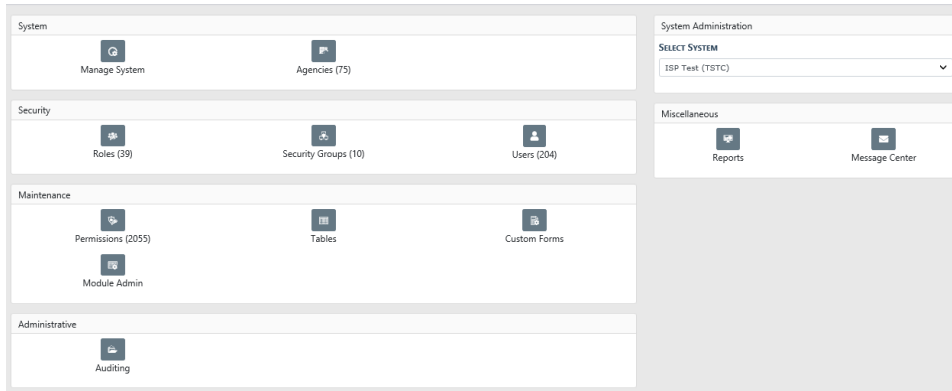 System
Manage System
Agencies (75)
Security
Roles (39)
Security Groups (10)
Users (204)
Maintenance
Permissions (2055)
Tables
Custom Forms
Module Admin
Administrative
Auditing
System Administration
SELECT SYSTEM
ISP Test (TSTC)
Miscellaneous
Reports
Message Center